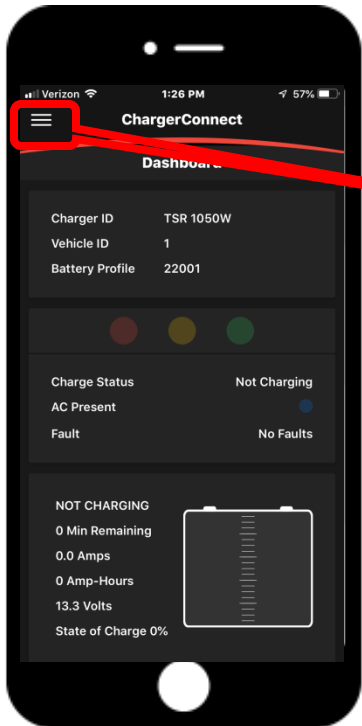 Verizon 1:26 PM 57%
ChargerConnect
Dashboard
Charger ID TSR 1050W
Vehicle ID 1
Battery Profile 22001
Charge Status Not Charging
AC Present
Fault No Faults
NOT CHARGING
0 Min Remaining
0.0 Amps
0 Amp-Hours
13.3 Volts
State of Charge 0%